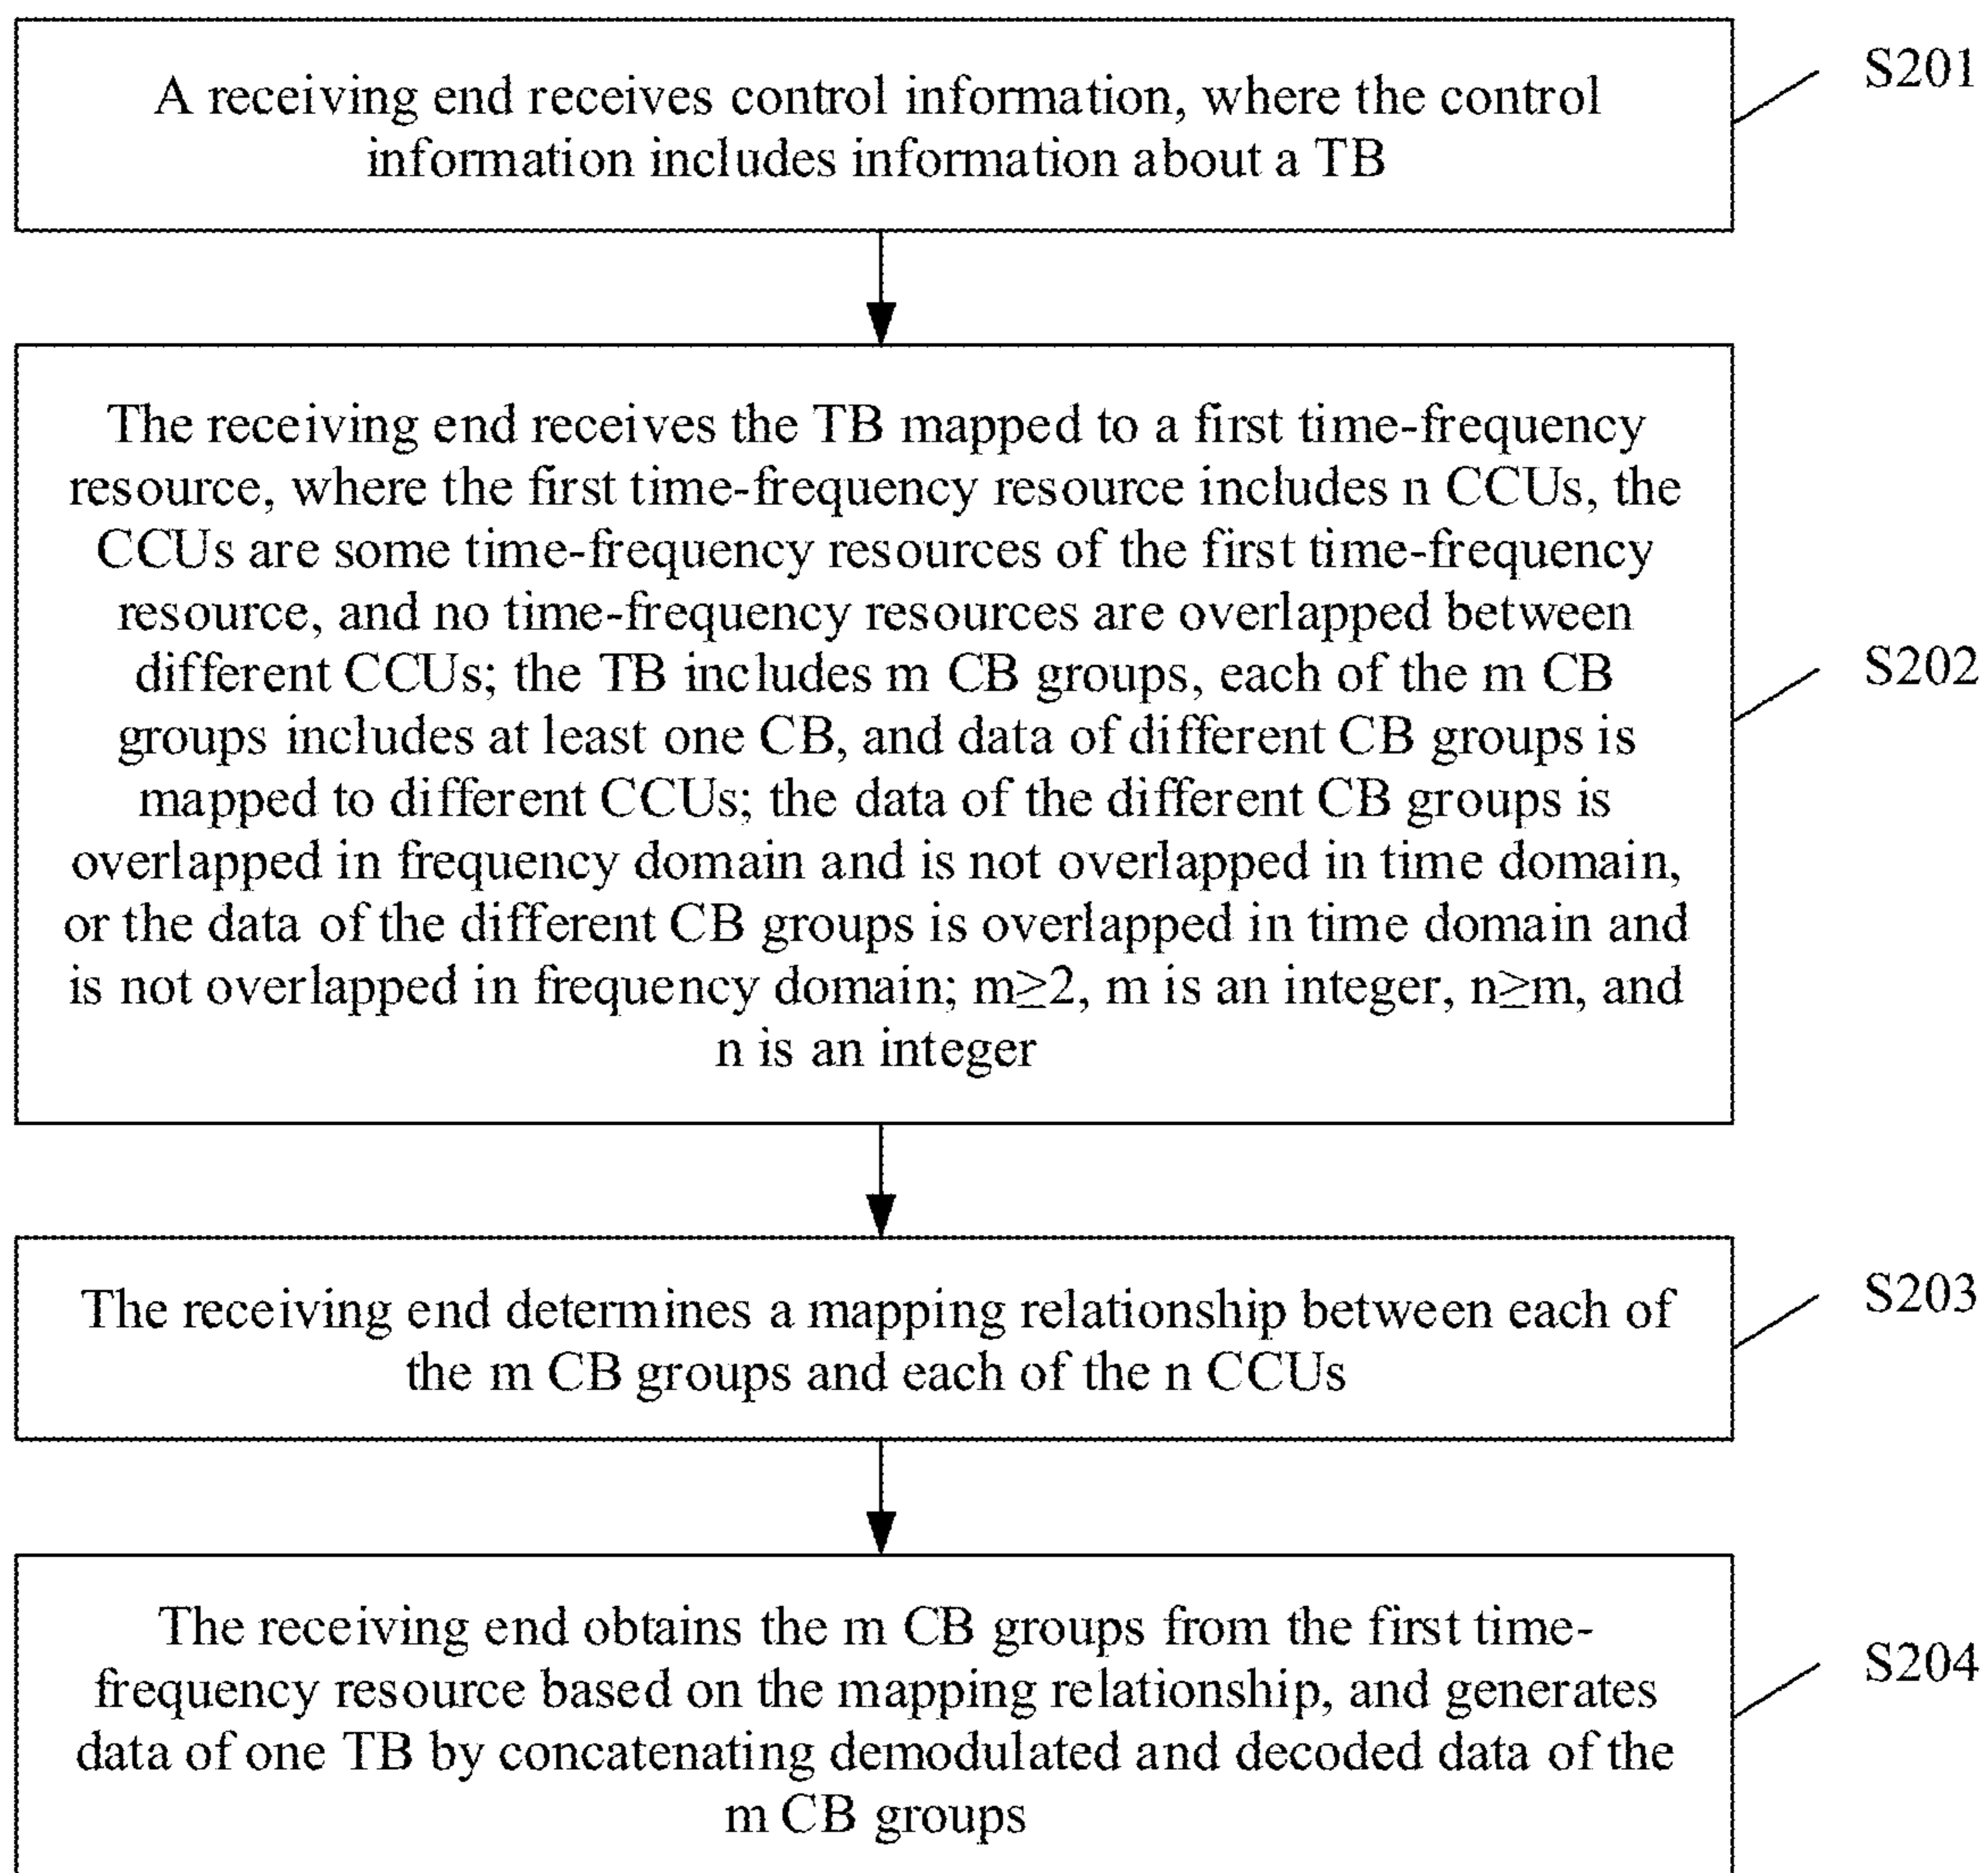 A receiving end receives control information, where the control
information includes information about a TB
S201
The receiving end receives the TB mapped to a first time-frequency
resource, where the first time-frequency resource includes n CCUs, the
CCUs are some time-frequency resources of the first time-frequency
resource, and no time-frequency resources are overlapped between
different CCUs; the TB includes m CB groups, each of the m CB
groups includes at least one CB, and data of different CB groups is
mapped to different CCUs; the data of the different CB groups is
overlapped in frequency domain and is not overlapped in time domain,
or the data of the different CB groups is overlapped in time domain and
is not overlapped in frequency domain; m≥2, m is an integer, n≥m, and
n is an integer
S202
The receiving end determines a mapping relationship between each of
the m CB groups and each of the n CCUs
S203
The receiving end obtains the m CB groups from the first time-
frequency resource based on the mapping relationship, and generates
data of one TB by concatenating demodulated and decoded data of the
m CB groups
S204